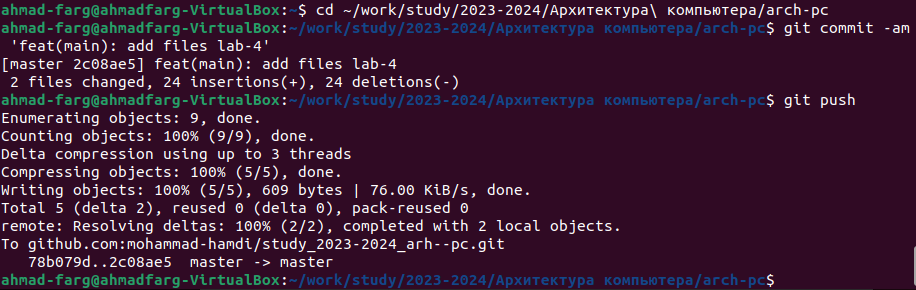 ahmad-farg@ahmadfarg-VirtualBox:~$ cd ~/work/study/2023-2024/Архитектура\ компьютера/arch-pc
ahmad-farg@ahmadfarg-VirtualBox:~/work/study/2023-2024/Архитектура компьютера/arch-pc$ git commit -am
 'feat(main): add files lab-4'
[master 2c08ae5] feat(main): add files lab-4
 2 files changed, 24 insertions(+), 24 deletions(-)
ahmad-farg@ahmadfarg-VirtualBox:~/work/study/2023-2024/Архитектура компьютера/arch-pc$ git push
Enumerating objects: 9, done.
Counting objects: 100% (9/9), done.
Delta compression using up to 3 threads
Compressing objects: 100% (5/5), done.
Writing objects: 100% (5/5), 609 bytes | 76.00 KiB/s, done.
Total 5 (delta 2), reused 0 (delta 0), pack-reused 0
remote: Resolving deltas: 100% (2/2), completed with 2 local objects.
To github.com:mohammad-hamdi/study_2023-2024_arh--pc.git
   78b079d..2c08ae5  master -> master
ahmad-farg@ahmadfarg-VirtualBox:~/work/study/2023-2024/Архитектура компьютера/arch-pc$